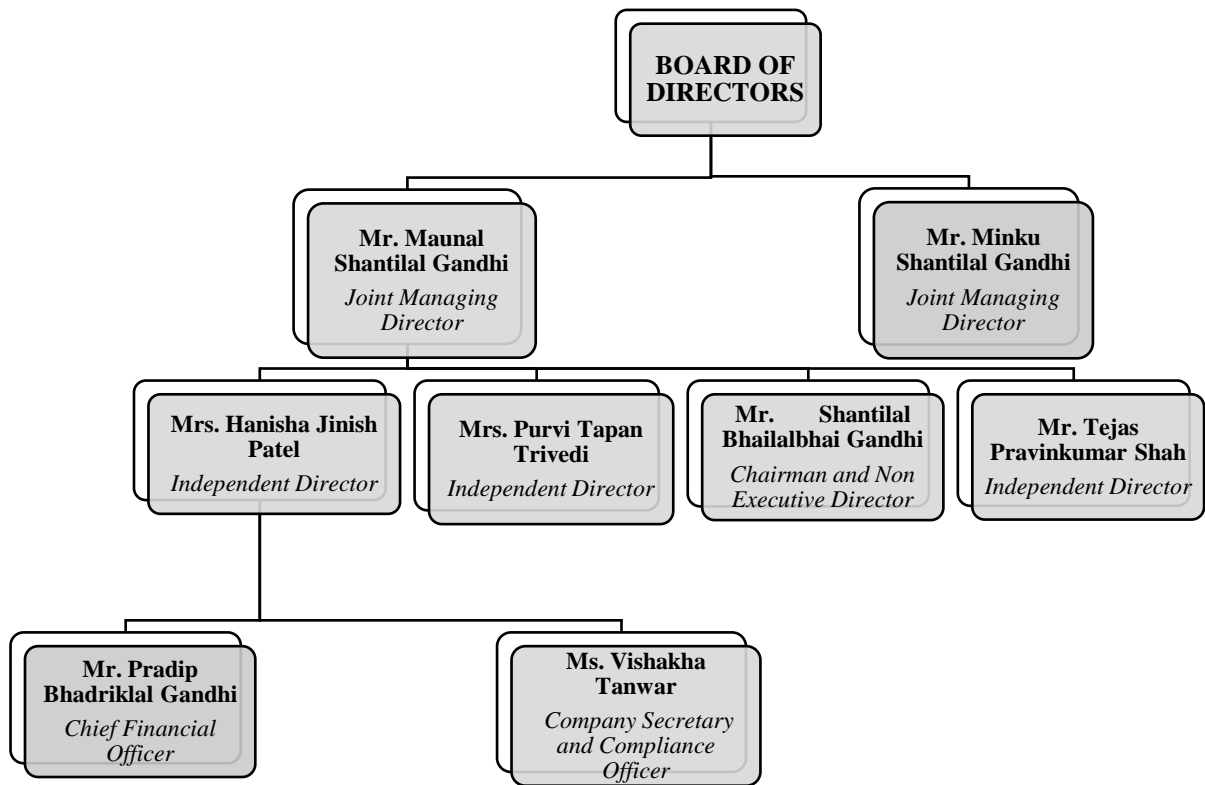 BOARD OF
DIRECTORS
Mr. Maunal
Shantilal Gandhi
Joint Managing
Director
Mr. Minku
Shantilal Gandhi
Joint Managing
Director
Mrs. Hanisha Jinish
Patel
Independent Director
Mrs. Purvi Tapan
Trivedi
Independent Director
Mr. Shantilal
Bhailalbhai Gandhi
Chairman and Non
Executive Director
Mr. Tejas
Pravinkumar Shah
Independent Director
Mr. Pradip
Bhadriklal Gandhi
Chief Financial
Officer
Ms. Vishakha
Tanwar
Company Secretary
and Compliance
Officer